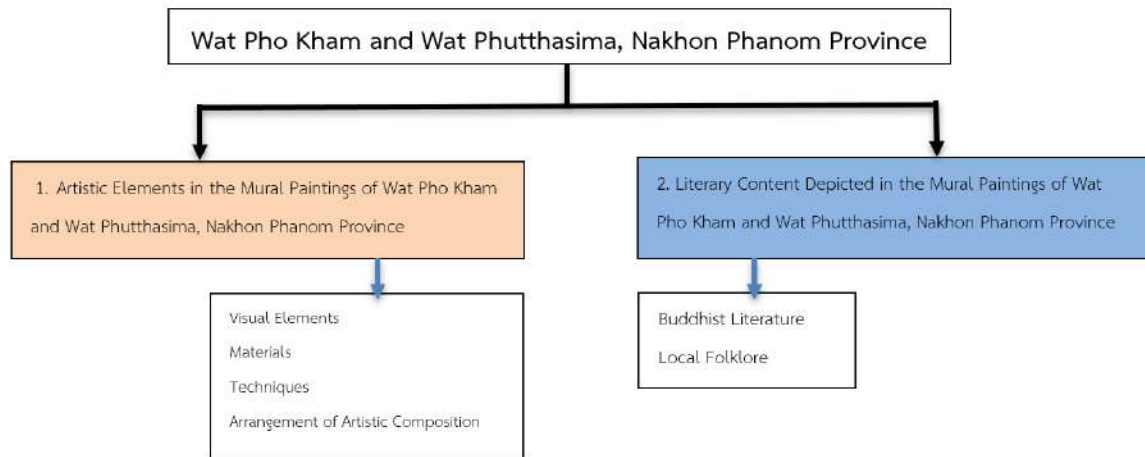 Wat Pho Kham and Wat Phutthasima, Nakhon Phanom Province
1. Artistic Elements in the Mural Paintings of Wat Pho Kham
and Wat Phutthasima, Nakhon Phanom Province
2. Literary Content Depicted in the Mural Paintings of Wat
Pho Kham and Wat Phutthasima, Nakhon Phanom Province
Visual Elements
Materials
Techniques
Arrangement of Artistic Composition
Buddhist Literature
Local Folklore